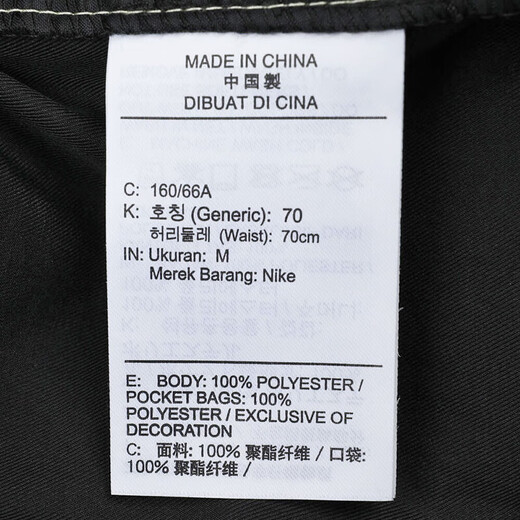 MADE IN CHINA
中国製
DIBUAT DI CINA
C: 160/66A
K: 호칭 (Generic): 70
허리둘레 (Waist): 70cm
IN: Ukuran: M
Merek Barang: Nike
E: BODY: 100% POLYESTER /
POCKET BAGS: 100%
POLYESTER / EXCLUSIVE OF
DECORATION
C: 面料: 100% 聚酯纤维 / 口袋:
100% 聚酯纤维 /